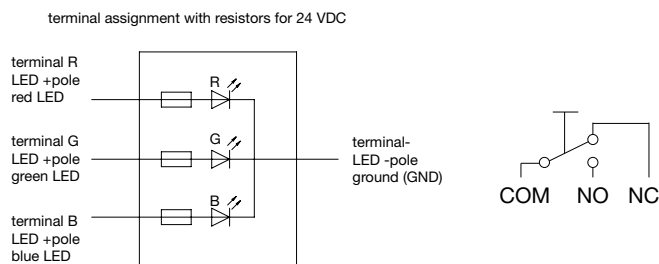 terminal assignment with resistors for 24 VDC
terminal R
LED +pole
red LED
R
terminal G
LED +pole
green LED
G
terminal-
LED -pole
ground (GND)
terminal B
LED +pole
blue LED
B
COM NO NC